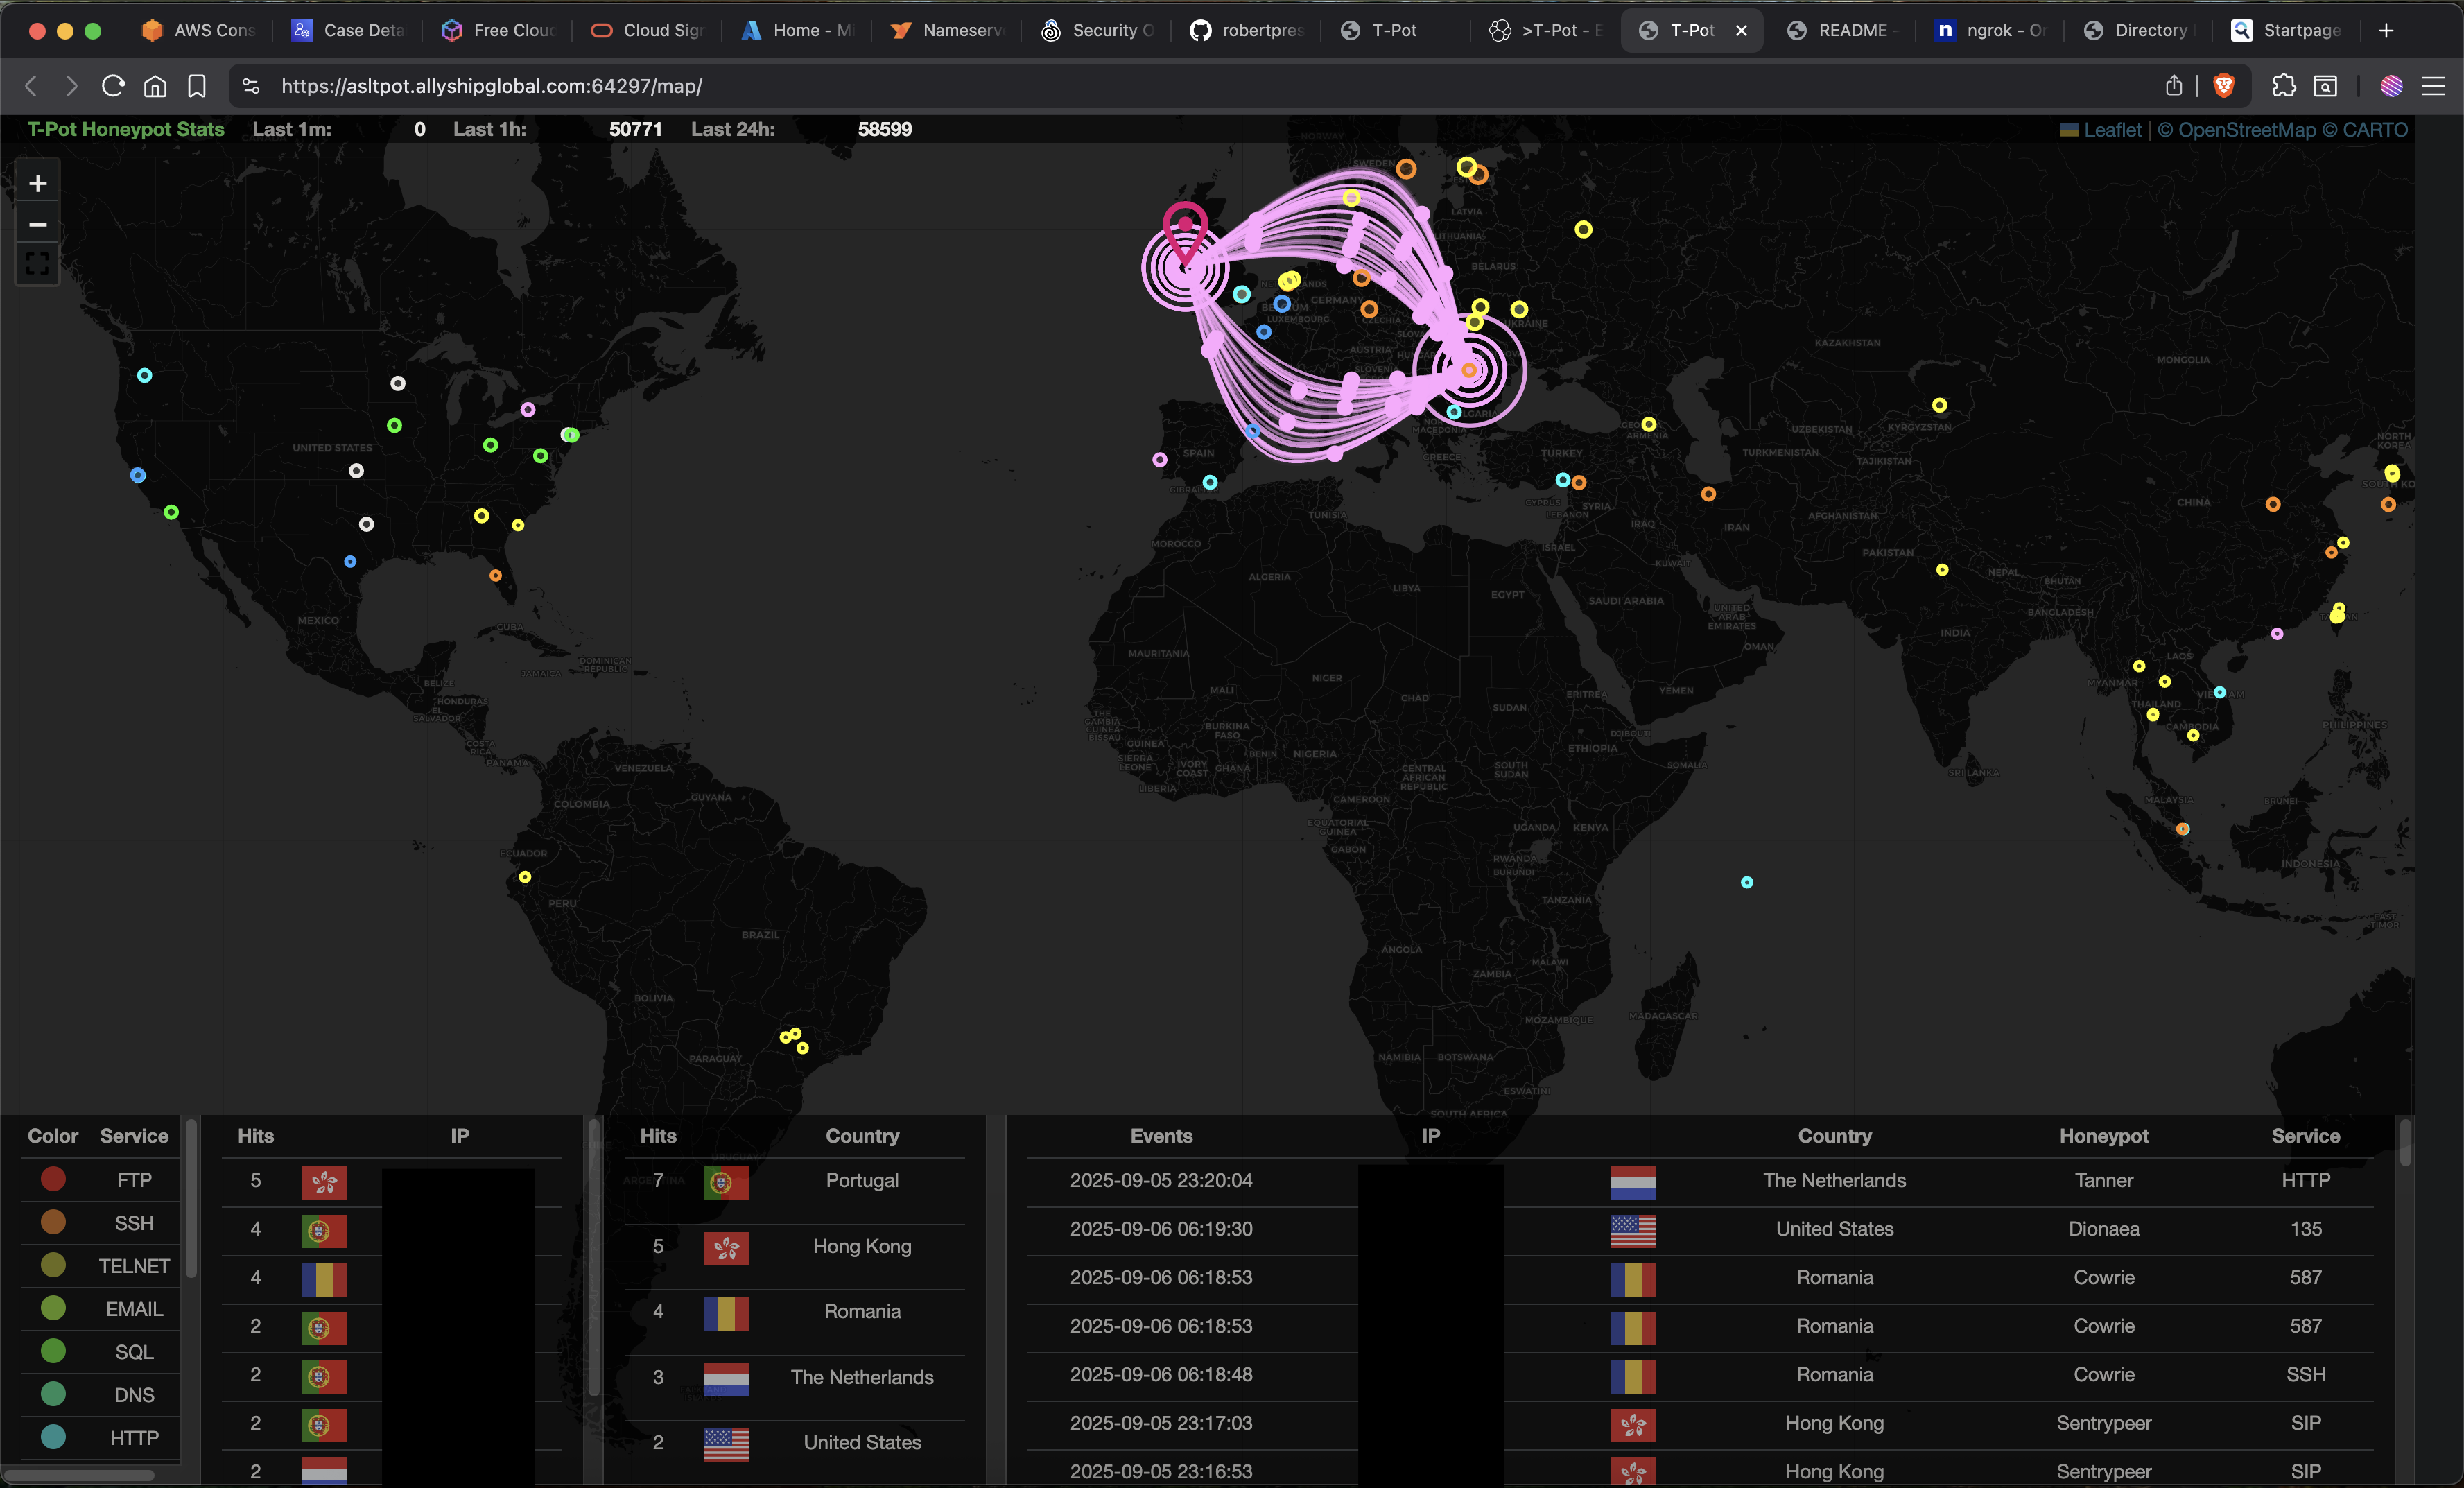 AWS Cons
Case Deta
Free Clou
Cloud Sign
Home - Mi
Nameserv
Security O
robertpres
T-Pot
>T-Pot - E
T-Pot
README -
ngrok - Or
Directory
Startpage
https://asltpot.allyshipglobal.com:64297/map/
T-Pot Honeypot Stats Last 1m: 0 Last 1h: 50771 Last 24h: 58599
Leaflet | © OpenStreetMap © CARTO
+
−
NORWAY
SWEDEN
LATVIA
BELARUS
GERMANY
LUXEMBOURG
UKRAINE
AUSTRIA
SLOVENIA
KAZAKHSTAN
MONGOLIA
UNITED STATES
SPAIN
GREECE
TURKEY
ARMENIA
UZBEKISTAN
KYRGYZSTAN
TURKMENISTAN
TAJIKISTAN
NORTH
KOREA
CHINA
TUNISIA
CYPRUS
SYRIA
LEBANON
IRAQ
IRAN
AFGHANISTAN
MOROCCO
ISRAEL
KUWAIT
PAKISTAN
NEPAL
BHUTAN
ALGERIA
LIBYA
EGYPT
SAUDI ARABIA
UNITED
ARAB
EMIRATES
BANGLADESH
MEXICO
CUBA
INDIA
OMAN
MAURITANIA
DOMINICAN
REPUBLIC
JAMAICA
LAOS
BELIZE
MALI
NIGER
CHAD
ERITREA
YEMEN
MYANMAR
HONDURAS
EL
SALVADOR
SUDAN
THAILAND
THE
GAMBIA
GUINEA-
BISSAU
BURKINA
FASO
DJIBOUTI
CAMBODIA
PHILIPPINES
COSTA
RICA
GUINEA
BENIN
NIGERIA
ETHIOPIA
PANAMA
VENEZUELA
SIERRA
LEONE
IVORY
COAST
GHANA
CENTRAL
AFRICAN
REPUBLIC
SOUTH
SUDAN
SOMALIA
SRI LANKA
LIBERIA
GUYANA
COLOMBIA
CAMEROON
MALAYSIA
BRUNEI
EQUATORIAL
GUINEA
UGANDA
KENYA
GABON
ECUADOR
RWANDA
BURUNDI
INDONESIA
PERU
TANZANIA
EAST
TIMOR
BRAZIL
ANGOLA
MALAWI
ZAMBIA
BOLIVIA
MOZAMBIQUE
MADAGASCAR
PARAGUAY
NAMIBIA
BOTSWANA
ESWATINI
SOUTH AFRICA
URUGUAY
ARGENTINA
Color Service
FTP
SSH
TELNET
EMAIL
SQL
DNS
HTTP
Hits IP
5
4
4
2
2
2
2
Hits Country
7 Portugal
5 Hong Kong
4 Romania
3 The Netherlands
2 United States
Events IP Country Honeypot Service
2025-09-05 23:20:04 The Netherlands Tanner HTTP
2025-09-06 06:19:30 United States Dionaea 135
2025-09-06 06:18:53 Romania Cowrie 587
2025-09-06 06:18:53 Romania Cowrie 587
2025-09-06 06:18:48 Romania Cowrie SSH
2025-09-05 23:17:03 Hong Kong Sentrypeer SIP
2025-09-05 23:16:53 Hong Kong Sentrypeer SIP